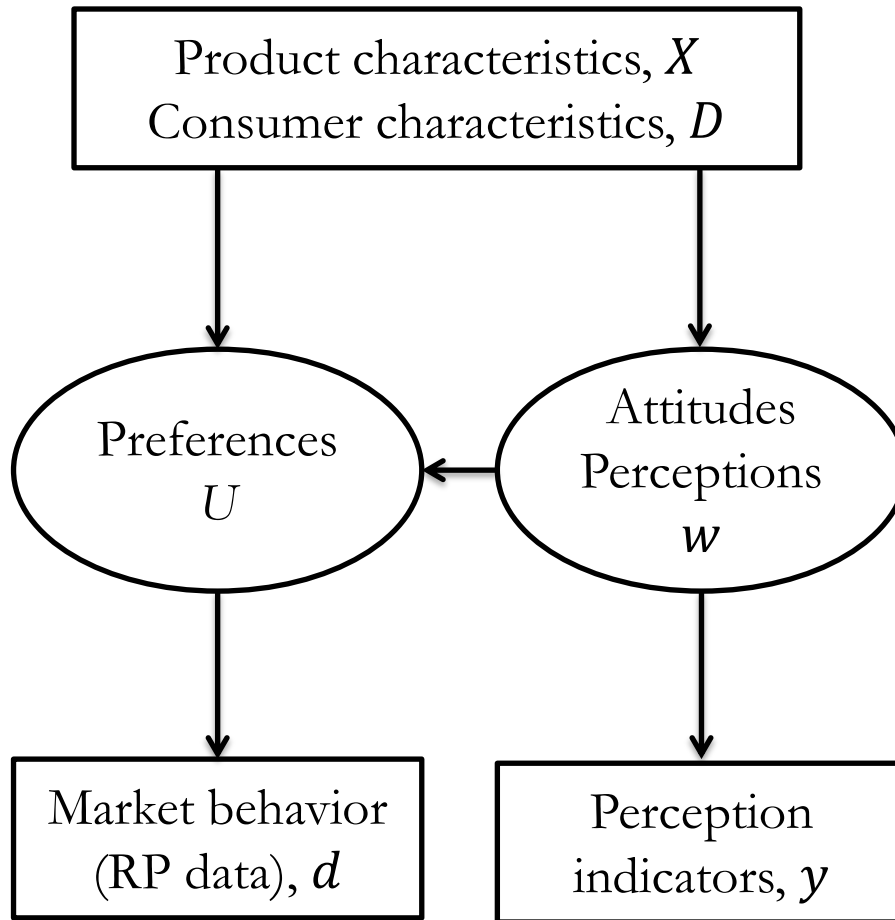 Product characteristics, X
Consumer characteristics, D
Preferences
U
Attitudes
Perceptions
w
Market behavior
(RP data), d
Perception
indicators, y